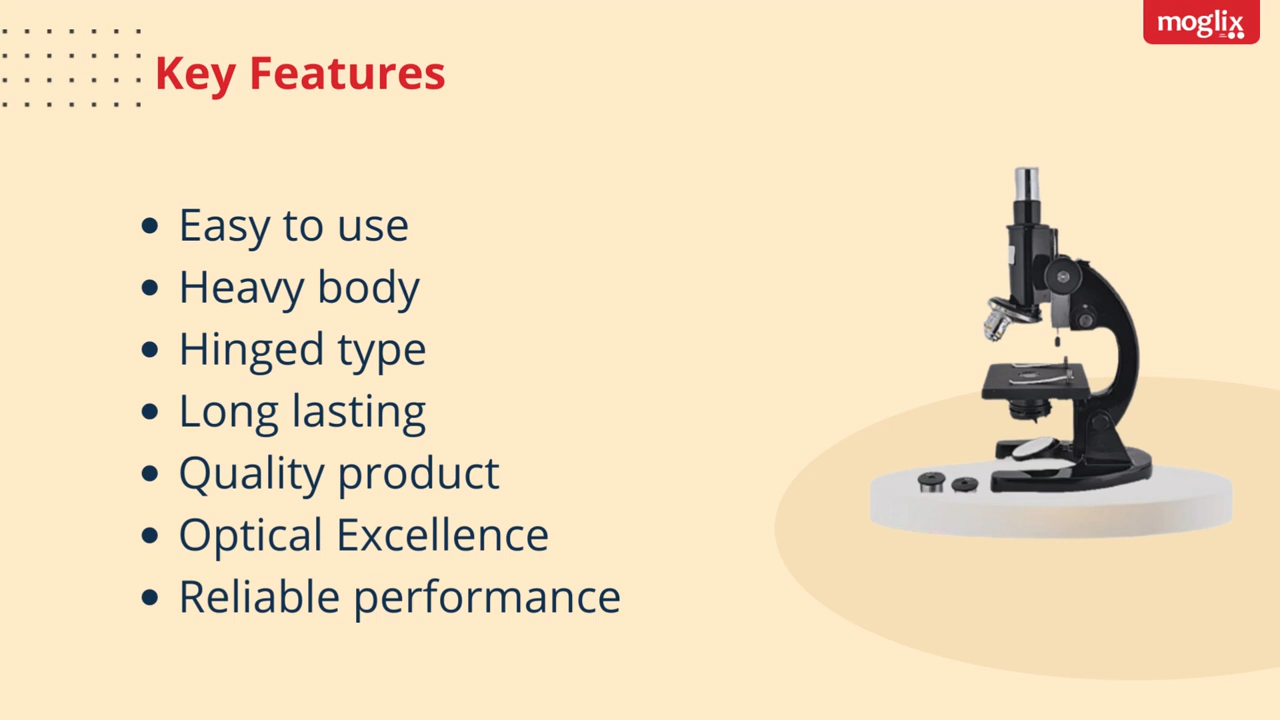 moglix
Key Features
Easy to use
Heavy body
Hinged type
Long lasting
Quality product
Optical Excellence
Reliable performance